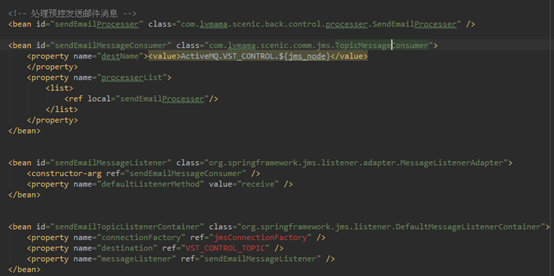 <!-- 处理预控发送邮件消息 -->
<bean id="sendEmailProcesser" class="com.lvmama.scenic.back.control.processer.SendEmailProcesser" />
<bean id="sendEmailMessageConsumer" class="com.lvmama.scenic.comm.jms.TopicMessageConsumer">
<property name="destName"><value>ActiveMQ.VST_CONTROL.${jms_node}</value>
<property name="processerList">
<list>
<ref local="sendEmailProcesser"/>
</list>
</property>
</bean>
<bean id="sendEmailMessageListener" class="org.springframework.jms.listener.adapter.MessageListenerAdapter">
<constructor-arg ref="sendEmailMessageConsumer" />
<property name="defaultListenerMethod" value="receive" />
</bean>
<bean id="sendEmailTopicListenerContainer" class="org.springframework.jms.listener.DefaultMessageListenerContainer">
<property name="connectionFactory" ref="jmsConnectionFactory" />
<property name="destination" ref="VST_CONTROL_TOPIC" />
<property name="messageListener" ref="sendEmailMessageListener" />
</bean>